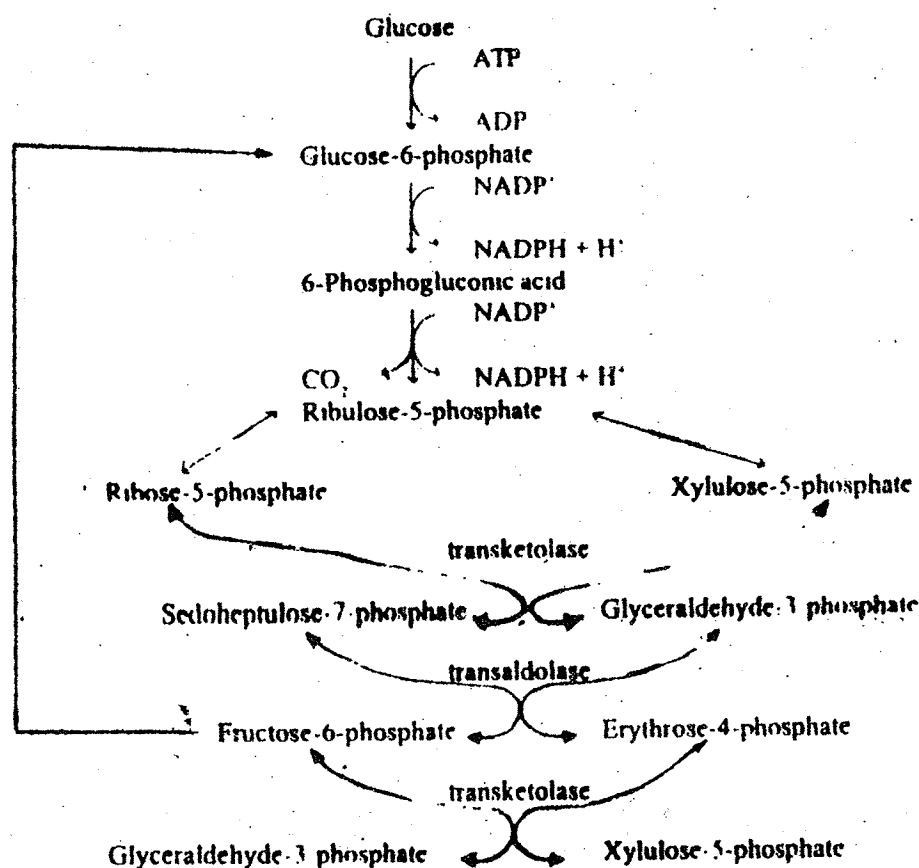 Glucose
ATP
ADP
Glucose-6-phosphate
NADP⁺
NADPH + H⁺
6-Phosphogluconic acid
NADP⁺
CO₂ NADPH + H⁺
Ribulose-5-phosphate
Ribose-5-phosphate Xylulose-5-phosphate
transketolase
Sedoheptulose-7-phosphate Glyceraldehyde-3 phosphate
transaldolase
Fructose-6-phosphate Erythrose-4-phosphate
transketolase
Glyceraldehyde-3 phosphate Xylulose-5-phosphate